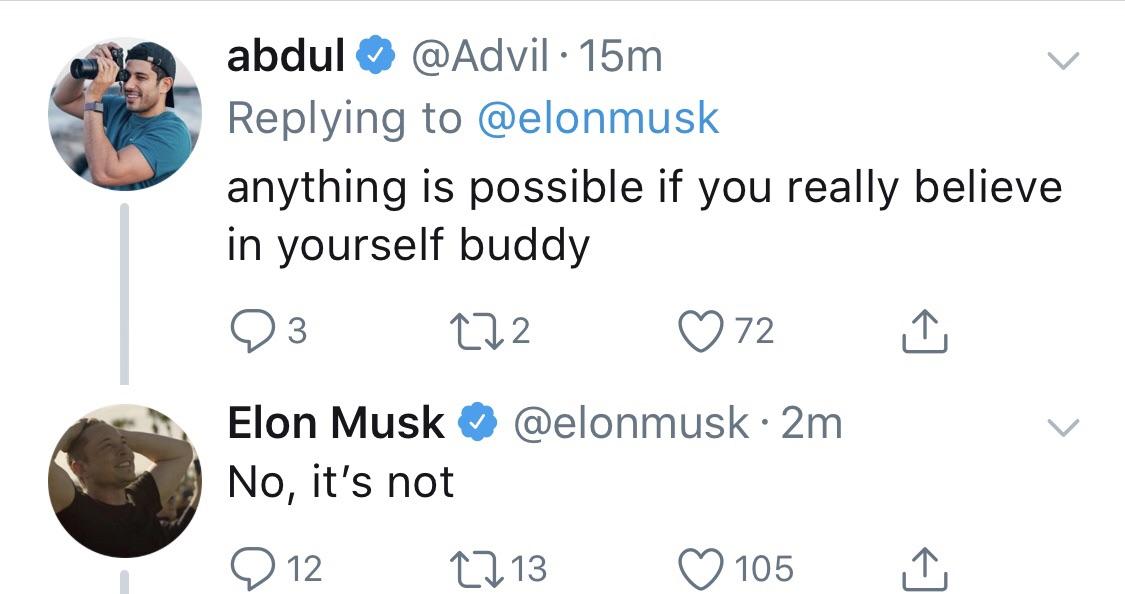 abdul @Advil · 15m
Replying to @elonmusk
anything is possible if you really believe
in yourself buddy
3 2 72
Elon Musk @elonmusk · 2m
No, it’s not
12 13 105